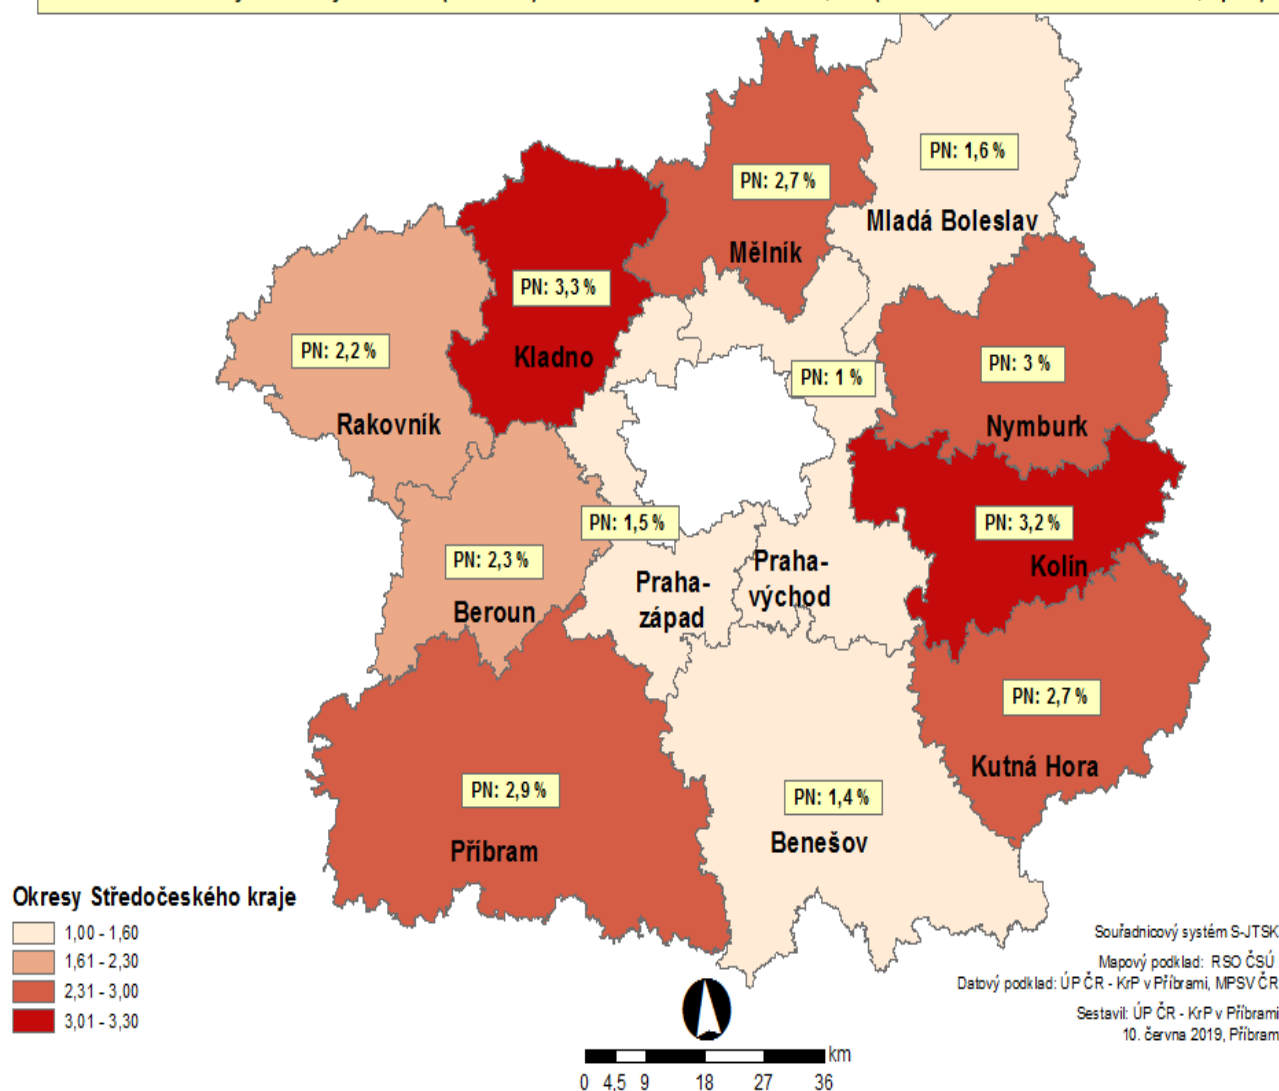 PN: 1,6 %
Mladá Boleslav
PN: 2,7 %
Mělník
PN: 3,3 %
Kladno
PN: 2,2 %
Rakovník
PN: 1 %
PN: 3 %
Nymburk
PN: 3,2 %
Kolín
PN: 1,5 %
Praha-
západ
Praha-
východ
PN: 2,3 %
Beroun
PN: 2,7 %
Kutná Hora
PN: 2,9 %
Příbram
PN: 1,4 %
Benešov
Okresy Středočeského kraje
1,00 - 1,60
1,61 - 2,30
2,31 - 3,00
3,01 - 3,30
Souřadnicový systém S-JTSK
Mapový podklad: RSO ČSÚ
Datový podklad: ÚP ČR - KrP v Příbrami, MPSV ČR
Sestavil: ÚP ČR - KrP v Příbrami
10. června 2019, Příbram
km
0 4,5 9 18 27 36